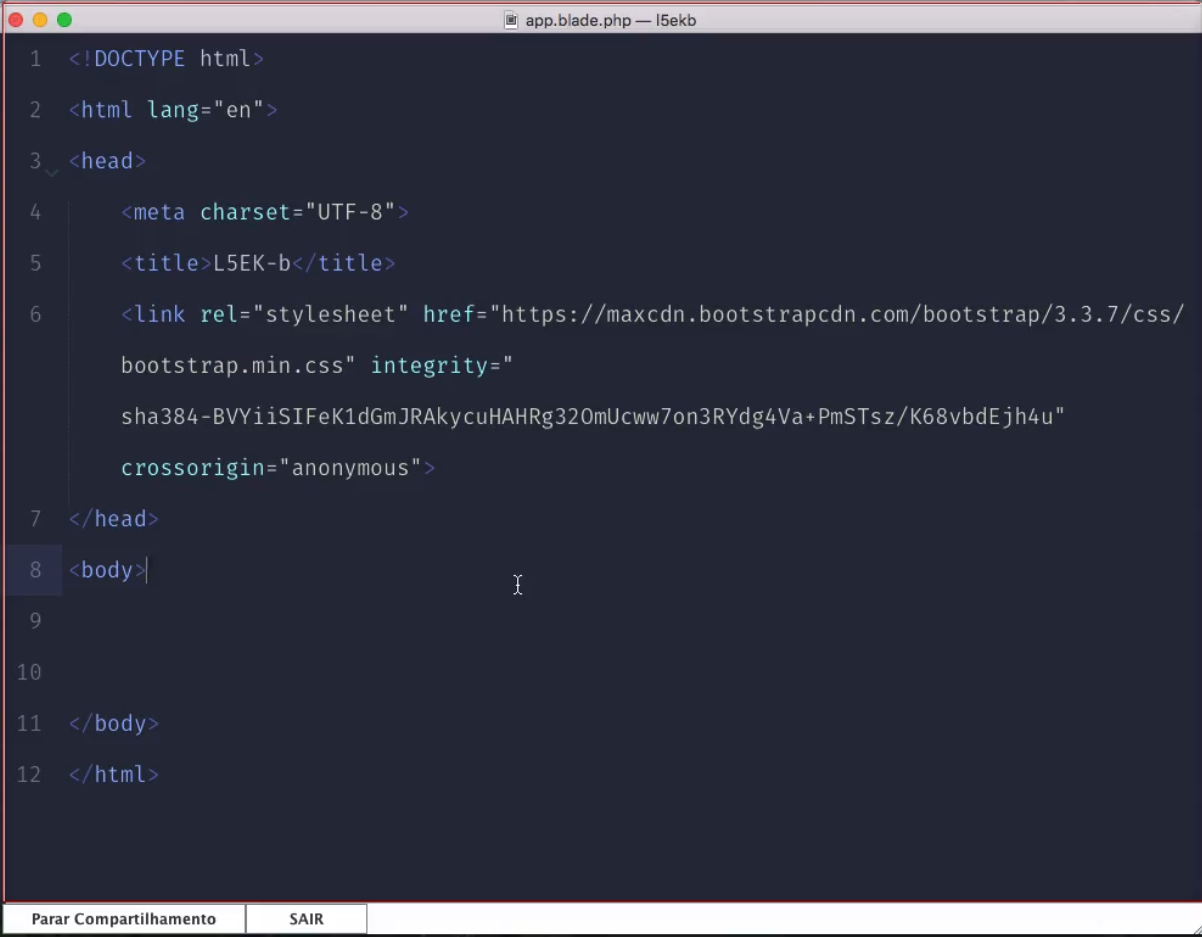 app.blade.php — l5ekb
1 <!DOCTYPE html>
2 <html lang="en">
3 <head>
4 <meta charset="UTF-8">
5 <title>L5EK-b</title>
6 <link rel="stylesheet" href="https://maxcdn.bootstrapcdn.com/bootstrap/3.3.7/css/
bootstrap.min.css" integrity="
sha384-BVYiiSIFeK1dGmJRAkycuHAHRg32OmUcww7on3RYdg4Va+PmSTsz/K68vbdEjh4u"
crossorigin="anonymous">
7 </head>
8 <body>
9
10
11 </body>
12 </html>
Parar Compartilhamento SAIR